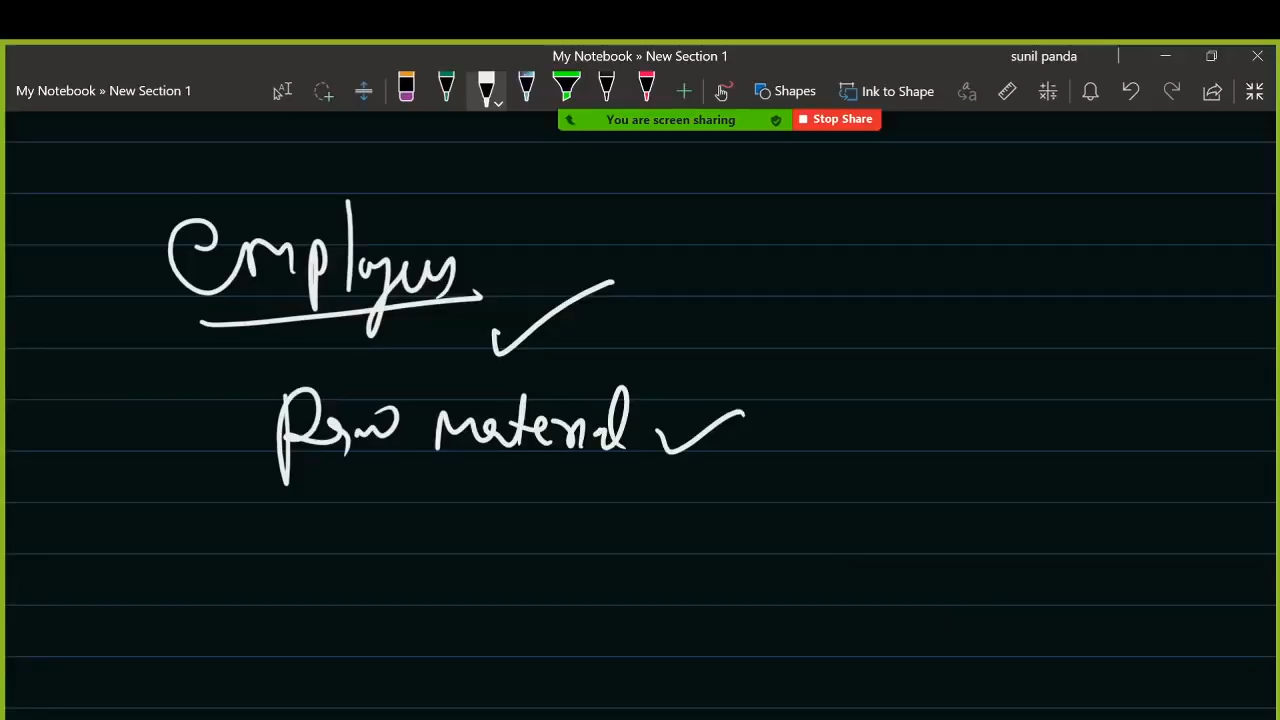 My Notebook » New Section 1
sunil panda
My Notebook » New Section 1
Shapes
Ink to Shape
You are screen sharing
Stop Share
Employees
Raw material